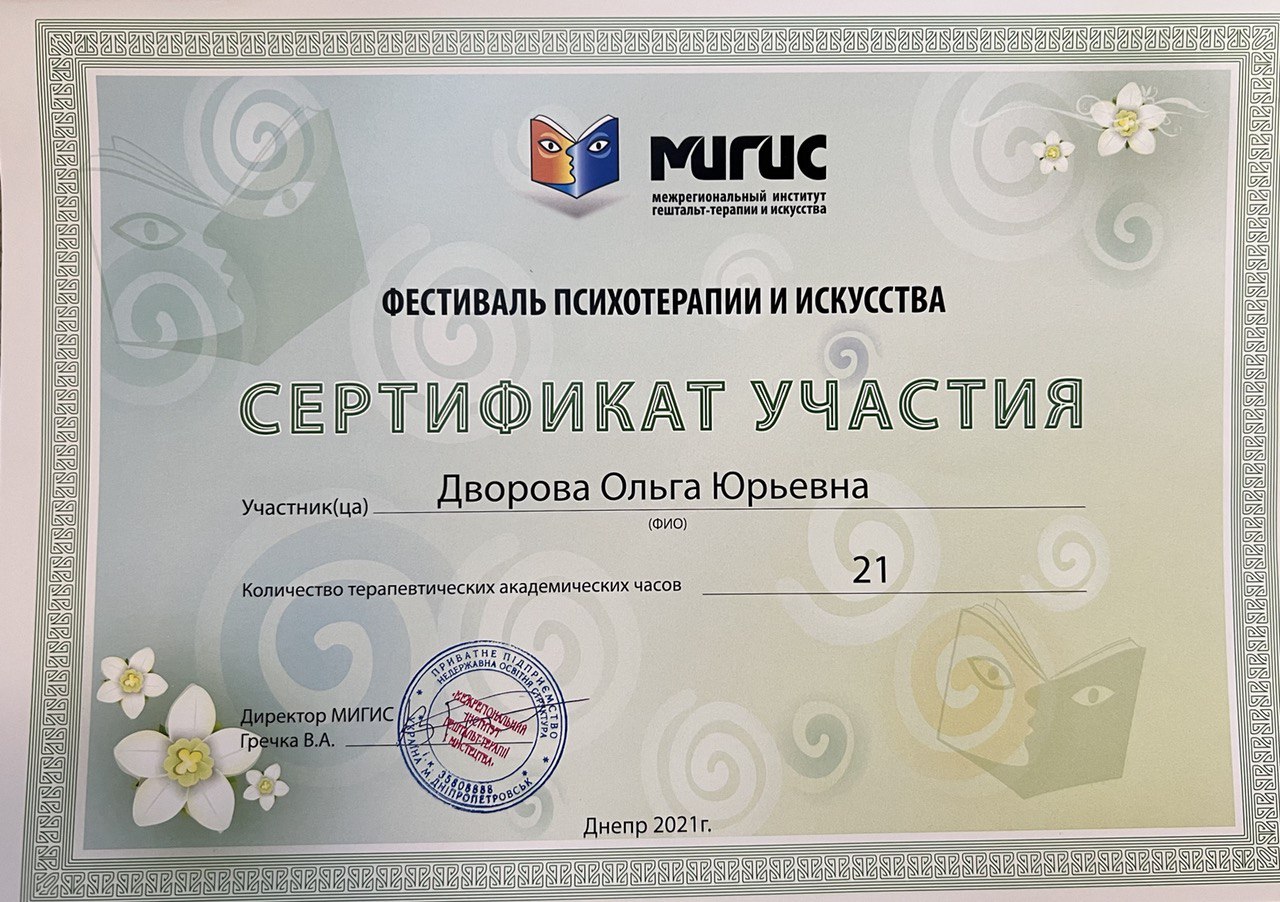 МИГИС
межрегиональный институт
гештальт-терапии и искусства
ФЕСТИВАЛЬ ПСИХОТЕРАПИИ И ИСКУССТВА
СЕРТИФИКАТ УЧАСТИЯ
Участник(ца) Дворова Ольга Юрьевна
(ФИО)
Количество терапевтических академических часов 21
Директор МИГИС
Гречка В.А.
ПРИВАТНЕ ПІДПРИЄМСТВО
НЕДЕРЖАВНА ОСВІТНЯ СТРУКТУРА
"МЕЖРЕГІОНАЛЬНИЙ
ІНСТИТУТ
ГЕШТАЛЬТ-ТЕРАПІЇ
І МИСТЕЦТВА"
35808888
УКРАЇНА М.ДНІПРОПЕТРОВСЬК
Днепр 2021г.